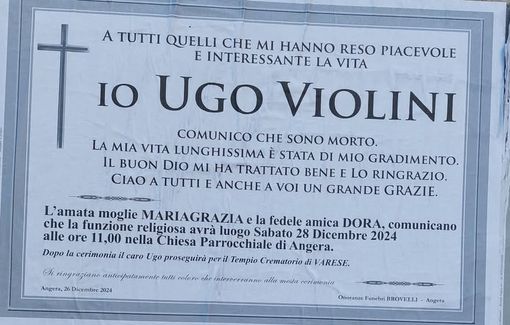 A TUTTI QUELLI CHE MI HANNO RESO PIACEVOLE
E INTERESSANTE LA VITA
IO UGO VIOLINI
COMUNICO CHE SONO MORTO.
LA MIA VITA LUNGHISSIMA È STATA DI MIO GRADIMENTO.
IL BUON DIO MI HA TRATTATO BENE E LO RINGRAZIO.
CIAO A TUTTI E ANCHE A VOI UN GRANDE GRAZIE.
L'amata moglie MARIAGRAZIA e la fedele amica DORA, comunicano
che la funzione religiosa avrà luogo Sabato 28 Dicembre 2024
alle ore 11,00 nella Chiesa Parrocchiale di Angera.
Dopo la cerimonia il caro Ugo proseguirà per il Tempio Crematorio di VARESE.
Si ringraziano anticipatamente tutti coloro che interverranno alla mesta cerimonia
Angera, 26 Dicembre 2024
Onoranze Funebri BROVELLI - Angera